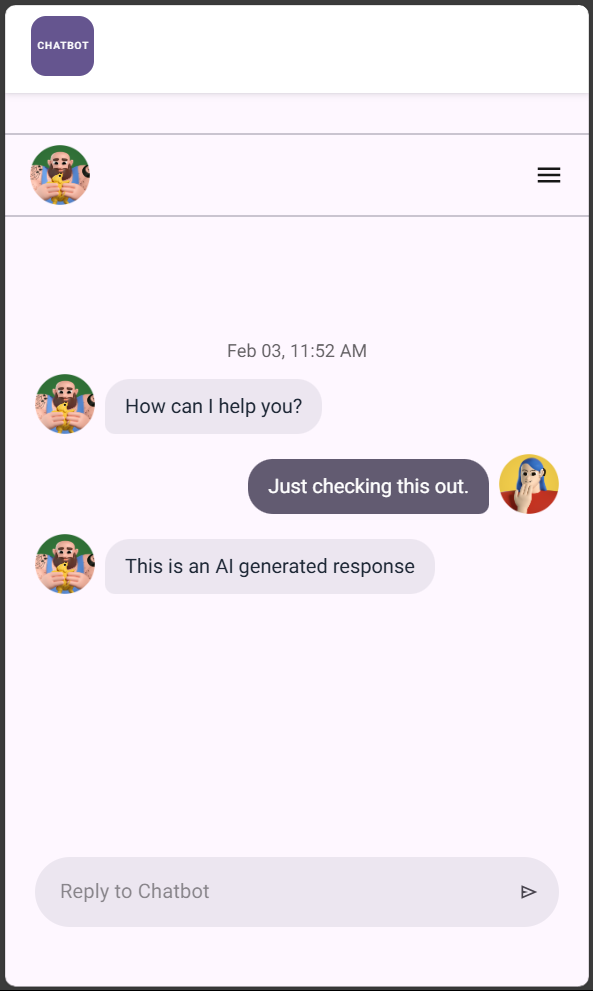 CHATBOT
Feb 03, 11:52 AM
How can I help you?
Just checking this out.
This is an AI generated response
Reply to Chatbot